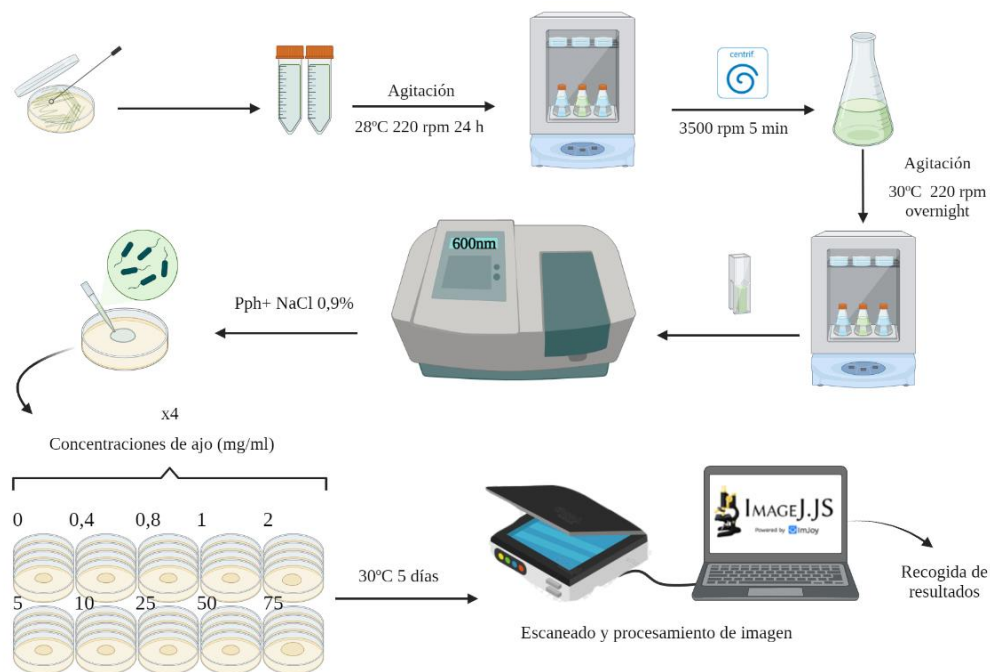 centrif.
Agitación
28ºC 220 rpm 24 h
3500 rpm 5 min
Agitación
30ºC 220 rpm
overnight
600nm
Pph+ NaCl 0,9%
x4
Concentraciones de ajo (mg/ml)
0 0,4 0,8 1 2
5 10 25 50 75
30ºC 5 días
IMAGEJ.JS
Powered by ImJoy
Escaneado y procesamiento de imagen
Recogida de
resultados